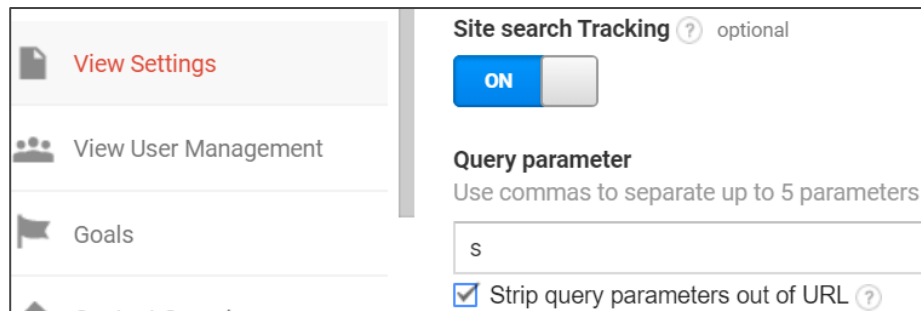 View Settings
View User Management
Goals
Site search Tracking ? optional
ON
Query parameter
Use commas to separate up to 5 parameters
s
Strip query parameters out of URL ?